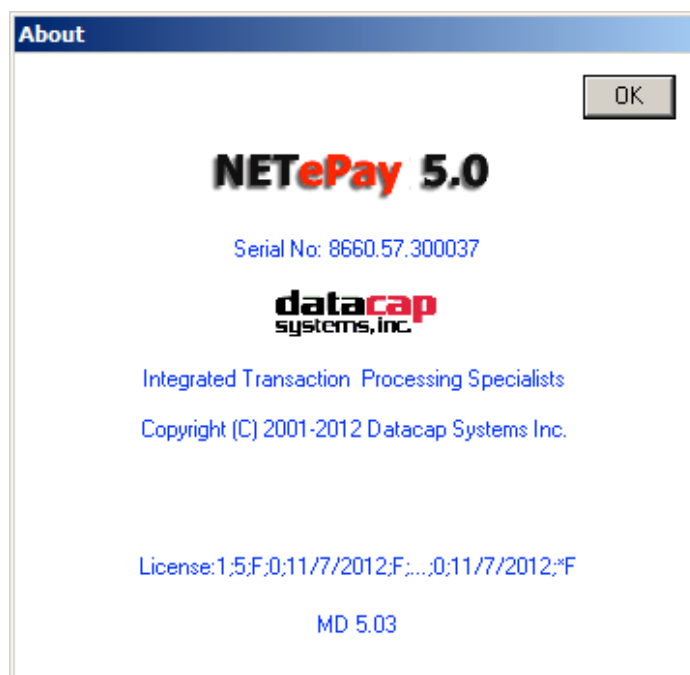 About
OK
NETePay 5.0
Serial No: 8660.57.300037
datacap
systems,inc.
Integrated Transaction Processing Specialists
Copyright (C) 2001-2012 Datacap Systems Inc.
License:1;5;F;0;11/7/2012;F;...;0;11/7/2012;*F
MD 5.03